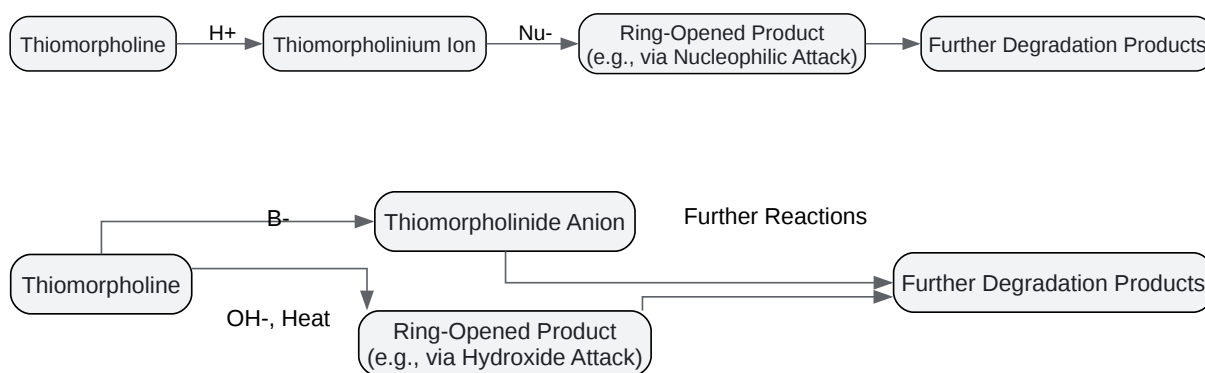 Thiomorpholine
H+
Thiomorpholinium Ion
Nu-
Ring-Opened Product
(e.g., via Nucleophilic Attack)
Further Degradation Products
B-
Thiomorpholinide Anion
Further Reactions
Thiomorpholine
Further Degradation Products
OH-, Heat
Ring-Opened Product
(e.g., via Hydroxide Attack)